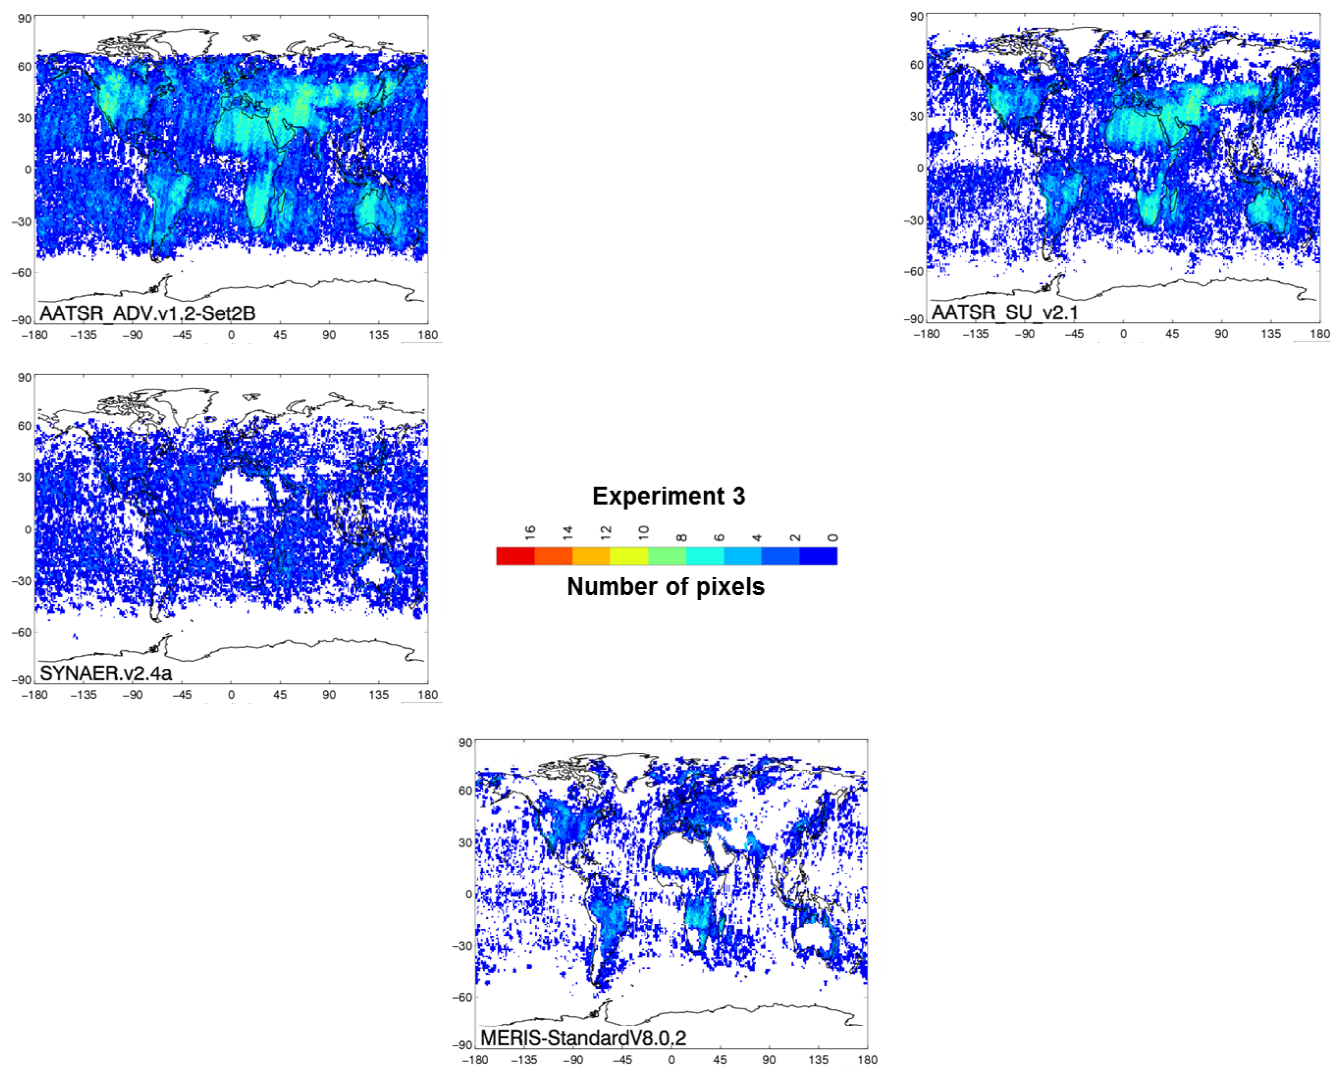 90
60
30
0
−30
−60
−90
−180 −135 −90 −45 0 45 90 135 180
AATSR_ADV.v1.2-Set2B
90
60
30
0
−30
−60
−90
−180 −135 −90 −45 0 45 90 135 180
AATSR_SU_v2.1
90
60
30
0
−30
−60
−90
−180 −135 −90 −45 0 45 90 135 180
SYNAER.v2.4a
Experiment 3
16 14 12 10 8 6 4 2 0
Number of pixels
90
60
30
0
−30
−60
−90
−180 −135 −90 −45 0 45 90 135 180
MERIS-StandardV8.0.2